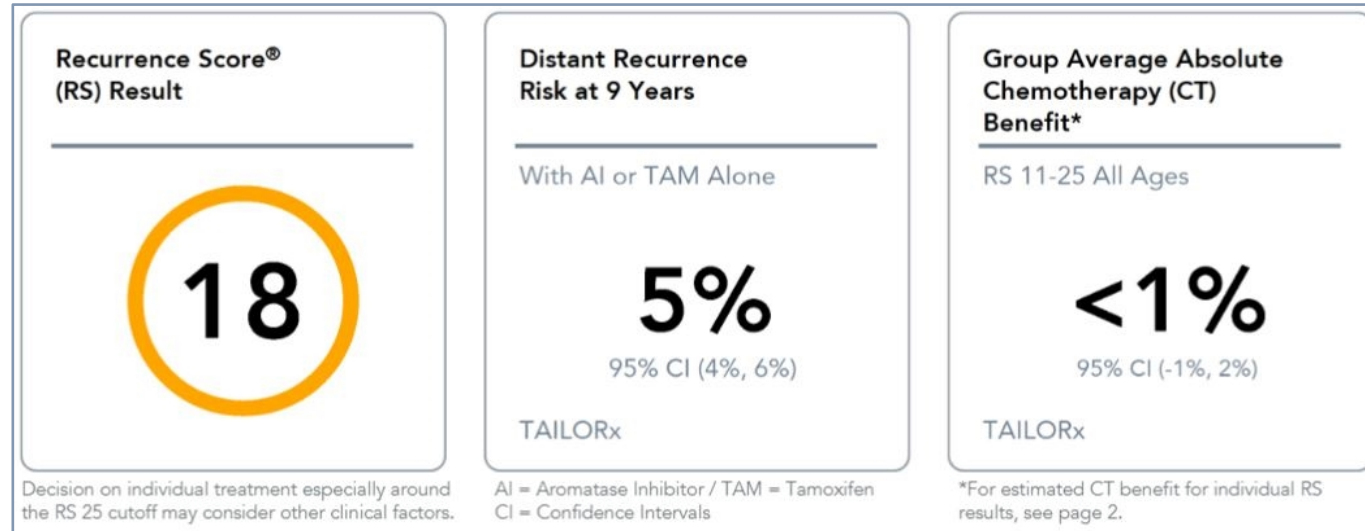 Recurrence Score®
(RS) Result
18
Decision on individual treatment especially around
the RS 25 cutoff may consider other clinical factors.
Distant Recurrence
Risk at 9 Years
With AI or TAM Alone
5%
95% CI (4%, 6%)
TAILORx
AI = Aromatase Inhibitor / TAM = Tamoxifen
CI = Confidence Intervals
Group Average Absolute
Chemotherapy (CT)
Benefit*
RS 11-25 All Ages
<1%
95% CI (-1%, 2%)
TAILORx
*For estimated CT benefit for individual RS
results, see page 2.